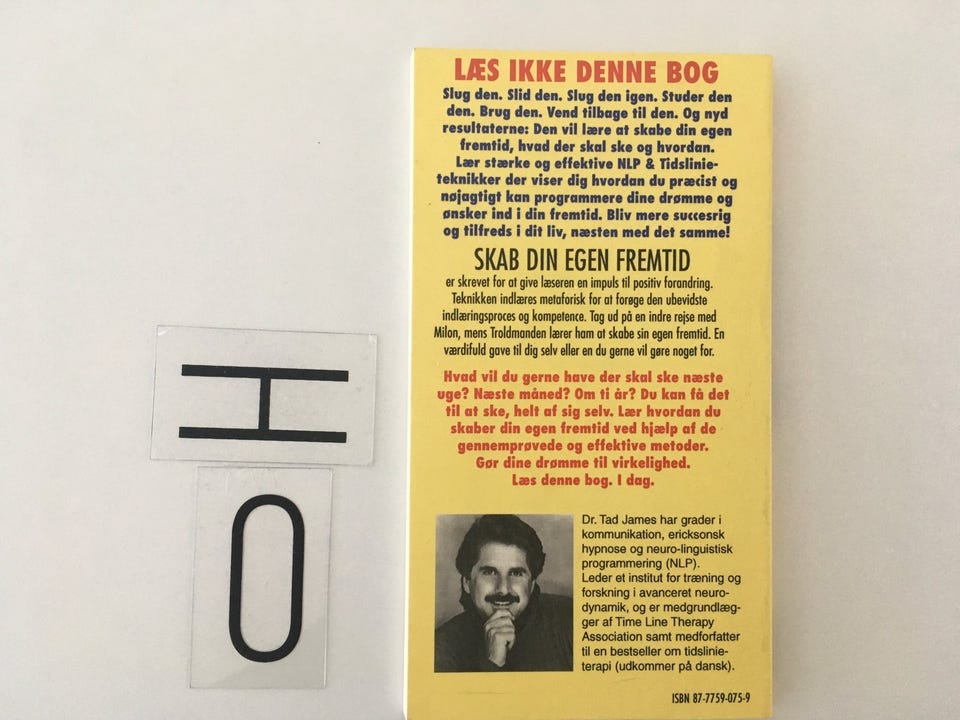 LÆS IKKE DENNE BOG
Slug den. Slid den. Slug den igen. Studer den
den. Brug den. Vend tilbage til den. Og nyd
resultaterne: Den vil lære at skabe din egen
fremtid, hvad der skal ske og hvordan.
Lær stærke og effektive NLP & Tidslinie-
teknikker der viser dig hvordan du præcist og
nøjagtigt kan programmere dine drømme og
ønsker ind i din fremtid. Bliv mere succesrig
og tilfreds i dit liv, næsten med det samme!
SKAB DIN EGEN FREMTID
er skrevet for at give læseren en impuls til positiv forandring.
Teknikken indlæres metaforisk for at forøge den ubevidste
indlæringsproces og kompetence. Tag ud på en indre rejse med
Milon, mens Troldmanden lærer ham at skabe sin egen fremtid. En
værdifuld gave til dig selv eller en du gerne vil gøre noget for.
Hvad vil du gerne have der skal ske næste
uge? Næste måned? Om ti år? Du kan få det
til at ske, helt af sig selv. Lær hvordan du
skaber din egen fremtid ved hjælp af de
gennemprøvede og effektive metoder.
Gør dine drømme til virkelighed.
Læs denne bog. I dag.
Dr. Tad James har grader i
kommunikation, ericksonsk
hypnose og neuro-linguistisk
programmering (NLP).
Leder et institut for træning og
forskning i avanceret neuro-
dynamik, og er medgrundlæg-
ger af Time Line Therapy
Association samt medforfatter
til en bestseller om tidslinie-
terapi (udkommer på dansk).
ISBN 87-7759-075-9
H
O